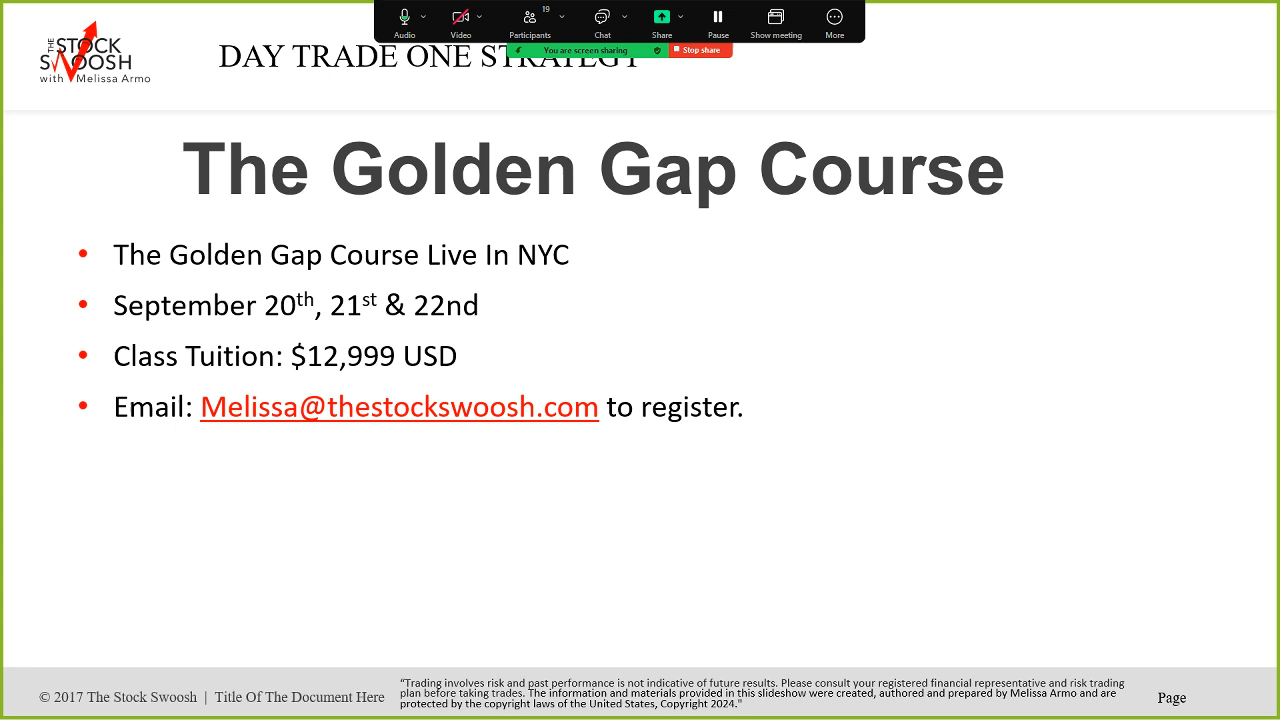 19
Audio
Video
Participants
Chat
Share
Pause
Show meeting
More
You are screen sharing
Stop share
THE
STOCK
SWOOSH
with Melissa Armo
DAY TRADE ONE STRATEGY
The Golden Gap Course
• The Golden Gap Course Live In NYC
• September 20th, 21st & 22nd
• Class Tuition: $12,999 USD
• Email: Melissa@thestockswoosh.com to register.
© 2017 The Stock Swoosh | Title Of The Document Here
“Trading involves risk and past performance is not indicative of future results. Please consult your registered financial representative and risk trading
plan before taking trades. The information and materials provided in this slideshow were created, authored and prepared by Melissa Armo and are
protected by the copyright laws of the United States, Copyright 2024."
Page